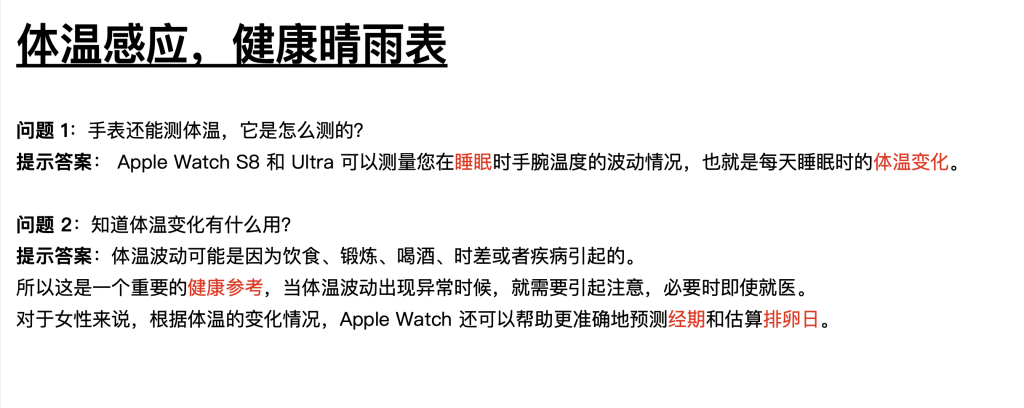 体温感应，健康晴雨表
问题 1：手表还能测体温，它是怎么测的？
提示答案： Apple Watch S8 和 Ultra 可以测量您在睡眠时手腕温度的波动情况，也就是每天睡眠时的体温变化。
问题 2：知道体温变化有什么用？
提示答案：体温波动可能是因为饮食、锻炼、喝酒、时差或者疾病引起的。
所以这是一个重要的健康参考，当体温波动出现异常时候，就需要引起注意，必要时即使就医。
对于女性来说，根据体温的变化情况，Apple Watch 还可以帮助更准确地预测经期和估算排卵日。